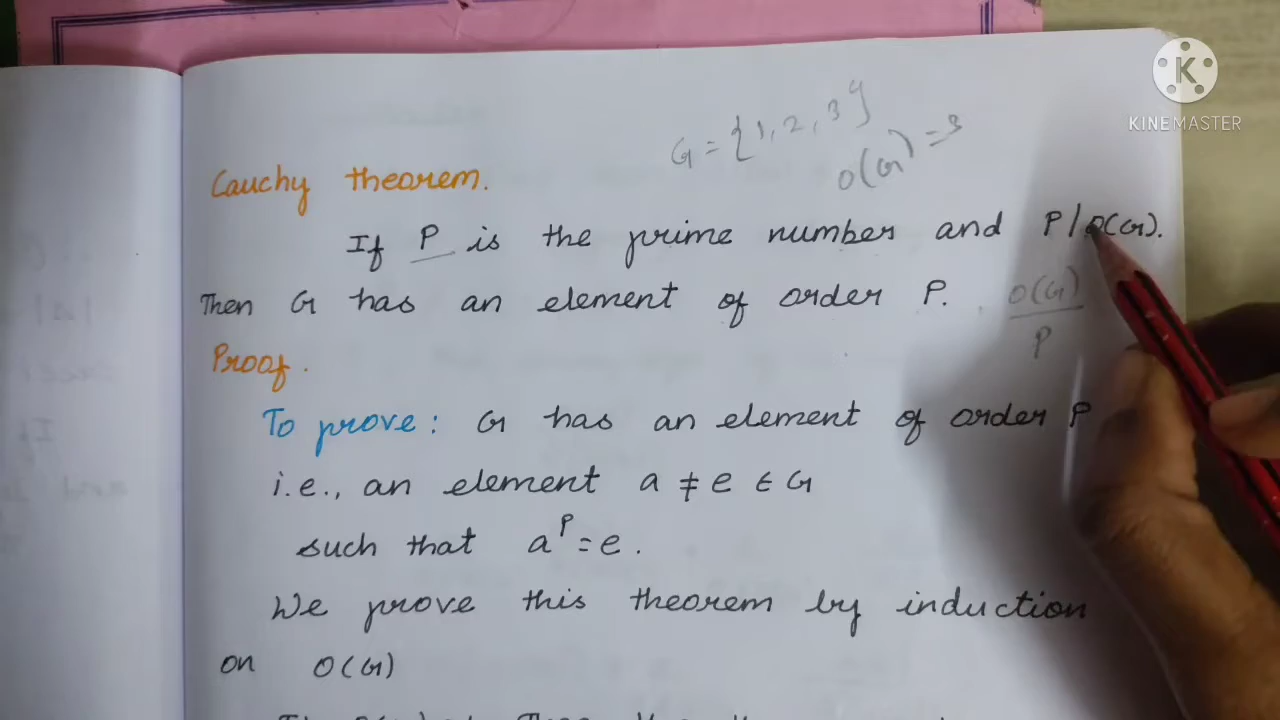 KINEMASTER
G = {1, 2, 3}
O(G) = 3
Cauchy theorem.
If P is the prime number and P/O(G).
Then G has an element of order P.
O(G)/P
Proof.
To prove: G has an element of order P
i.e., an element a ≠ e ∈ G
such that a^P = e.
We prove this theorem by induction
on O(G)